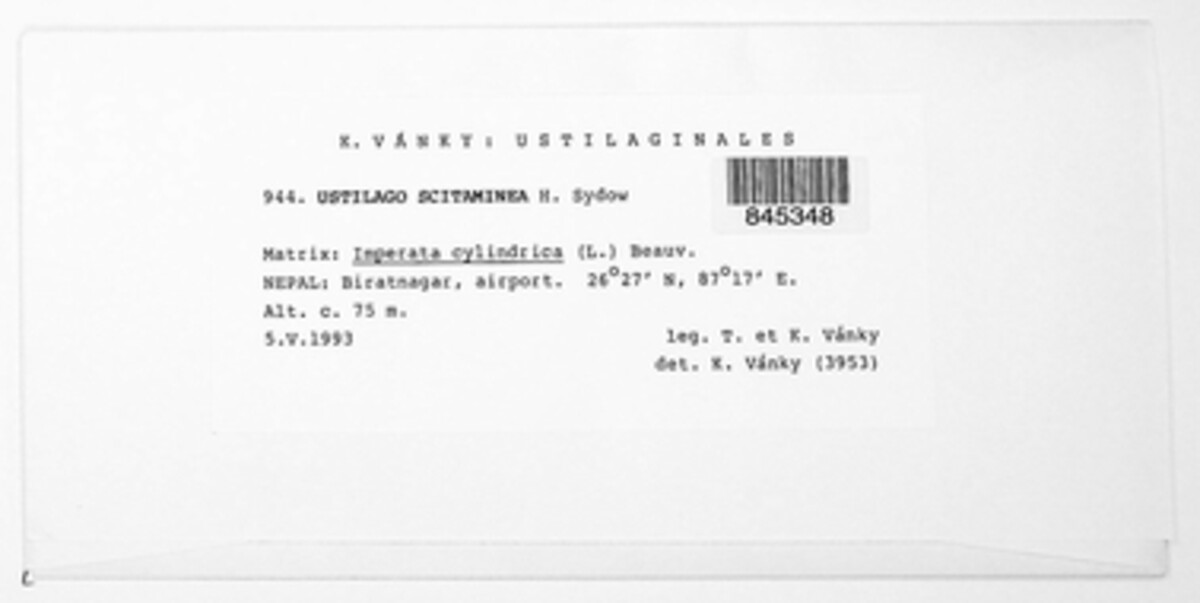 K. VÁNKY: USTILAGINALES
944. USTILAGO SCITAMINEA H. Sydow
845348
Matrix: Imperata cylindrica (L.) Beauv.
NEPAL: Biratnagar, airport. 26°27' N, 87°17' E.
Alt. c. 75 m.
5.V.1993
leg. T. et K. Vánky
det. K. Vánky (3953)